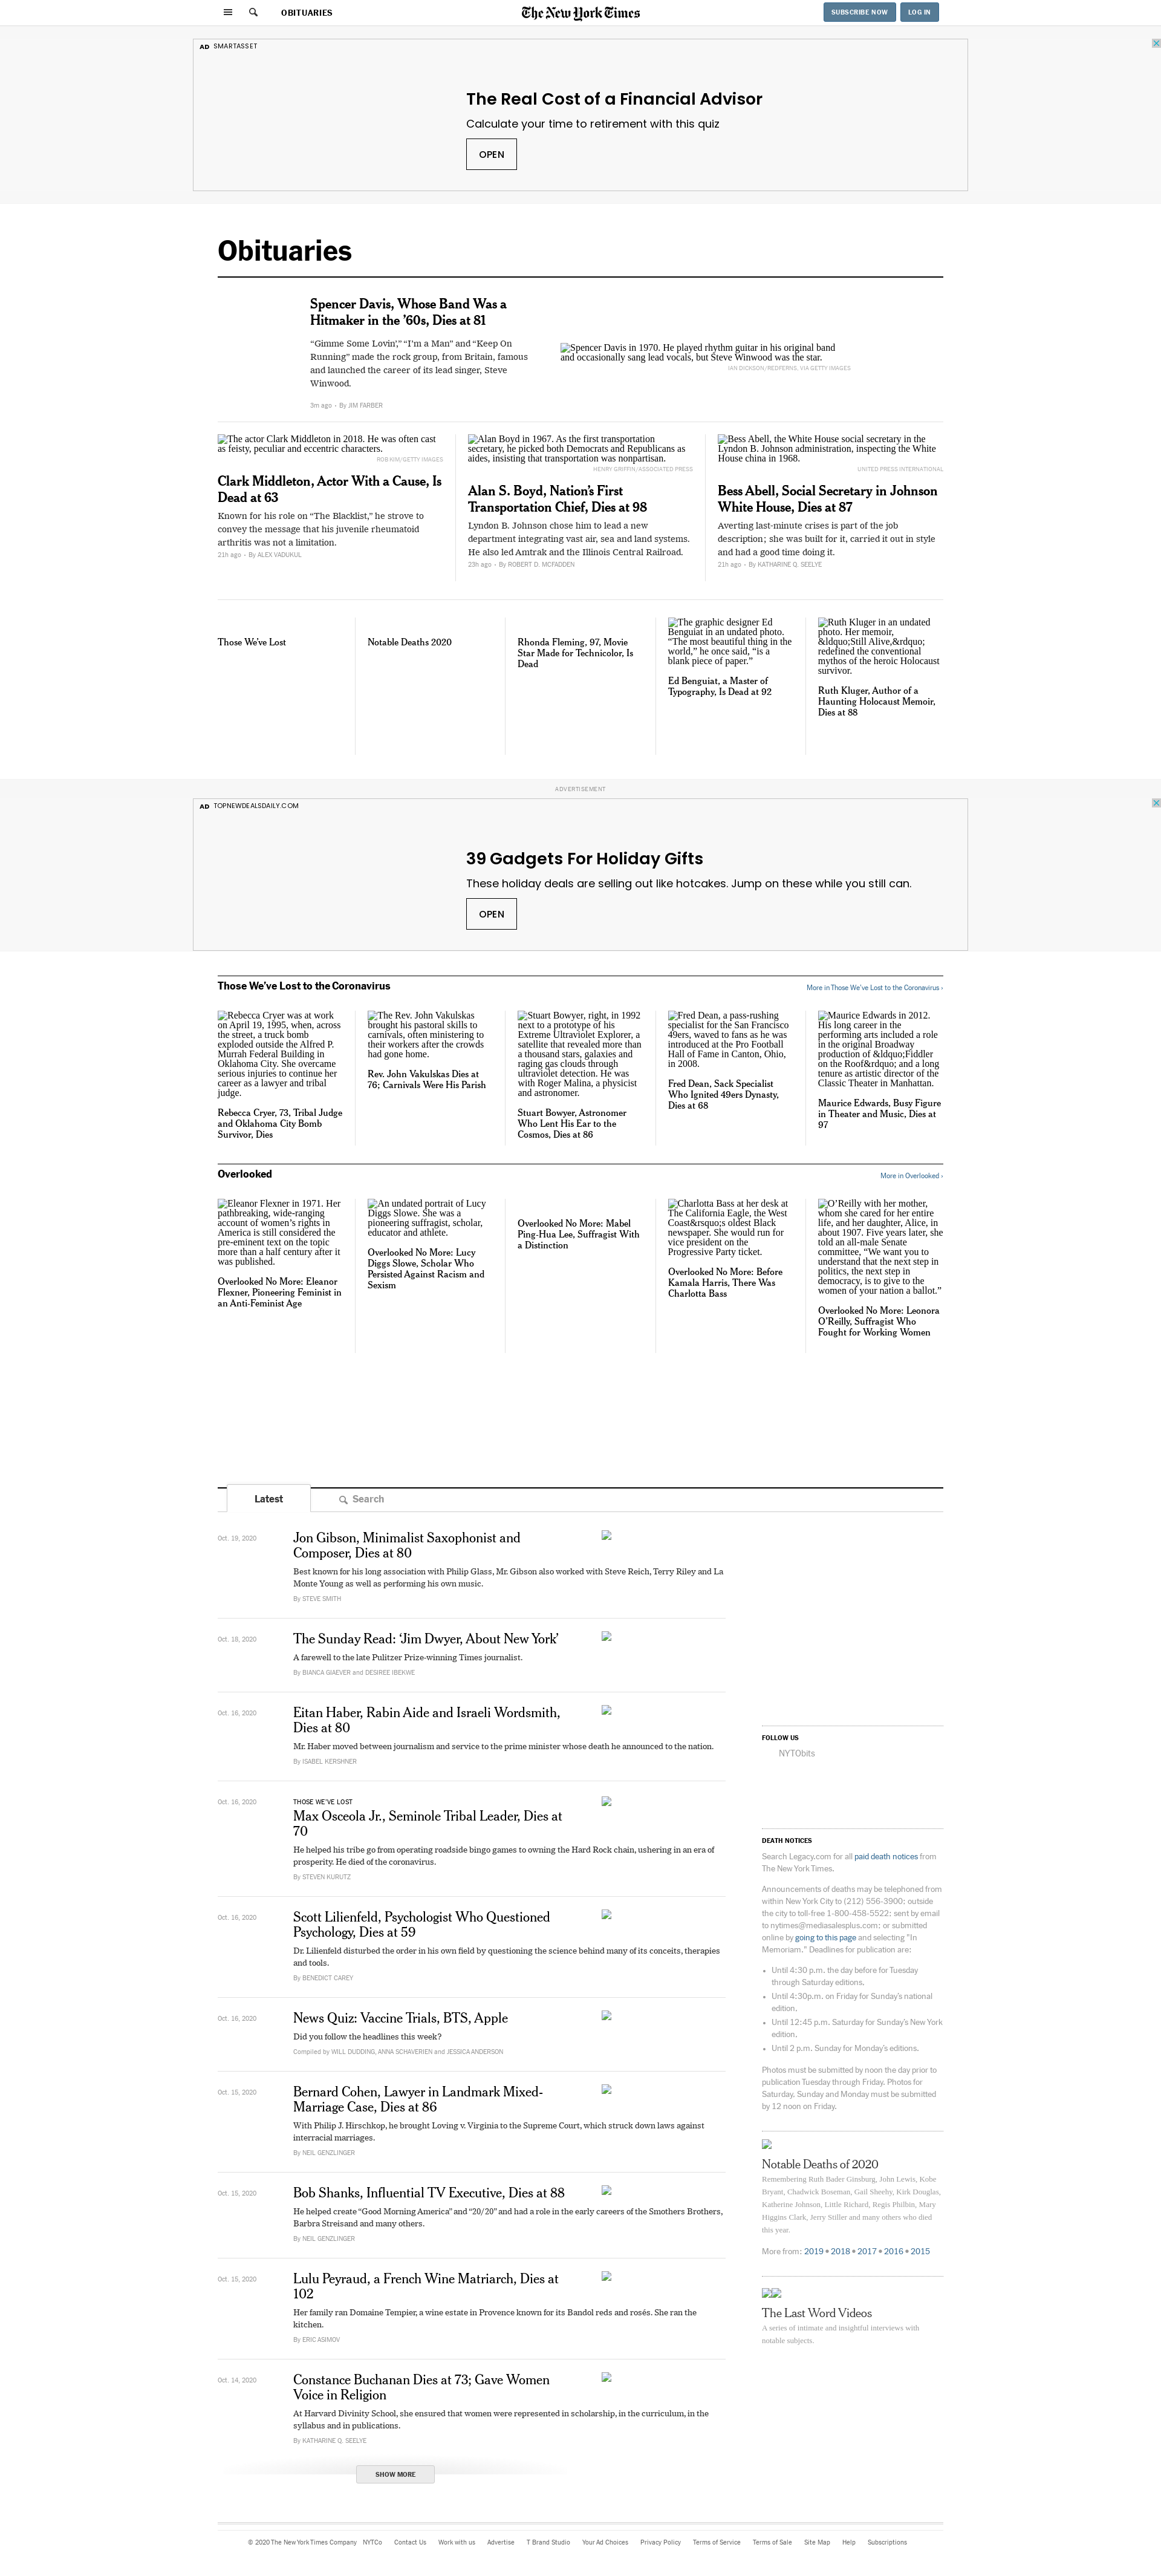 OBITUARIES
The New York Times
SUBSCRIBE NOW
LOG IN
AD SMARTASSET
The Real Cost of a Financial Advisor
Calculate your time to retirement with this quiz
OPEN
Obituaries
Spencer Davis, Whose Band Was a
Hitmaker in the ’60s, Dies at 81
“Gimme Some Lovin’,” “I’m a Man” and “Keep On
Running” made the rock group, from Britain, famous
and launched the career of its lead singer, Steve
Winwood.
3m ago • By JIM FARBER
Spencer Davis in 1970. He played rhythm guitar in his original band
and occasionally sang lead vocals, but Steve Winwood was the star.
IAN DICKSON/REDFERNS, VIA GETTY IMAGES
The actor Clark Middleton in 2018. He was often cast
as feisty, peculiar and eccentric characters.
ROB KIM/GETTY IMAGES
Clark Middleton, Actor With a Cause, Is
Dead at 63
Known for his role on “The Blacklist,” he strove to
convey the message that his juvenile rheumatoid
arthritis was not a limitation.
21h ago • By ALEX VADUKUL
Alan Boyd in 1967. As the first transportation
secretary, he picked both Democrats and Republicans as
aides, insisting that transportation was nonpartisan.
HENRY GRIFFIN/ASSOCIATED PRESS
Alan S. Boyd, Nation’s First
Transportation Chief, Dies at 98
Lyndon B. Johnson chose him to lead a new
department integrating vast air, sea and land systems.
He also led Amtrak and the Illinois Central Railroad.
23h ago • By ROBERT D. MCFADDEN
Bess Abell, the White House social secretary in the
Lyndon B. Johnson administration, inspecting the White
House china in 1968.
UNITED PRESS INTERNATIONAL
Bess Abell, Social Secretary in Johnson
White House, Dies at 87
Averting last-minute crises is part of the job
description; she was built for it, carried it out in style
and had a good time doing it.
21h ago • By KATHARINE Q. SEELYE
Those We’ve Lost
Notable Deaths 2020
Rhonda Fleming, 97, Movie
Star Made for Technicolor, Is
Dead
The graphic designer Ed
Benguiat in an undated photo.
“The most beautiful thing in the
world,” he once said, “is a
blank piece of paper.”
Ed Benguiat, a Master of
Typography, Is Dead at 92
Ruth Kluger in an undated
photo. Her memoir,
&ldquo;Still Alive,&rdquo;
redefined the conventional
mythos of the heroic Holocaust
survivor.
Ruth Kluger, Author of a
Haunting Holocaust Memoir,
Dies at 88
ADVERTISEMENT
AD TOPNEWDEALSDAILY.COM
39 Gadgets For Holiday Gifts
These holiday deals are selling out like hotcakes. Jump on these while you still can.
OPEN
Those We’ve Lost to the Coronavirus
More in Those We’ve Lost to the Coronavirus ›
Rebecca Cryer was at work
on April 19, 1995, when, across
the street, a truck bomb
exploded outside the Alfred P.
Murrah Federal Building in
Oklahoma City. She overcame
serious injuries to continue her
career as a lawyer and tribal
judge.
Rebecca Cryer, 73, Tribal Judge
and Oklahoma City Bomb
Survivor, Dies
The Rev. John Vakulskas
brought his pastoral skills to
carnivals, often ministering to
their workers after the crowds
had gone home.
Rev. John Vakulskas Dies at
76; Carnivals Were His Parish
Stuart Bowyer, right, in 1992
next to a prototype of his
Extreme Ultraviolet Explorer, a
satellite that revealed more than
a thousand stars, galaxies and
raging gas clouds through
ultraviolet detection. He was
with Roger Malina, a physicist
and astronomer.
Stuart Bowyer, Astronomer
Who Lent His Ear to the
Cosmos, Dies at 86
Fred Dean, a pass-rushing
specialist for the San Francisco
49ers, waved to fans as he was
introduced at the Pro Football
Hall of Fame in Canton, Ohio,
in 2008.
Fred Dean, Sack Specialist
Who Ignited 49ers Dynasty,
Dies at 68
Maurice Edwards in 2012.
His long career in the
performing arts included a role
in the original Broadway
production of &ldquo;Fiddler
on the Roof&rdquo; and a long
tenure as artistic director of the
Classic Theater in Manhattan.
Maurice Edwards, Busy Figure
in Theater and Music, Dies at
97
Overlooked
More in Overlooked ›
Eleanor Flexner in 1971. Her
pathbreaking, wide-ranging
account of women’s rights in
America is still considered the
pre-eminent text on the topic
more than a half century after it
was published.
Overlooked No More: Eleanor
Flexner, Pioneering Feminist in
an Anti-Feminist Age
An undated portrait of Lucy
Diggs Slowe. She was a
pioneering suffragist, scholar,
educator and athlete.
Overlooked No More: Lucy
Diggs Slowe, Scholar Who
Persisted Against Racism and
Sexism
Overlooked No More: Mabel
Ping-Hua Lee, Suffragist With
a Distinction
Charlotta Bass at her desk at
The California Eagle, the West
Coast&rsquo;s oldest Black
newspaper. She would run for
vice president on the
Progressive Party ticket.
Overlooked No More: Before
Kamala Harris, There Was
Charlotta Bass
O’Reilly with her mother,
whom she cared for her entire
life, and her daughter, Alice, in
about 1907. Five years later, she
told an all-male Senate
committee, “We want you to
understand that the next step in
politics, the next step in
democracy, is to give to the
women of your nation a ballot.”
Overlooked No More: Leonora
O’Reilly, Suffragist Who
Fought for Working Women
Latest
Search
Oct. 19, 2020
Jon Gibson, Minimalist Saxophonist and
Composer, Dies at 80
Best known for his long association with Philip Glass, Mr. Gibson also worked with Steve Reich, Terry Riley and La
Monte Young as well as performing his own music.
By STEVE SMITH
Oct. 18, 2020
The Sunday Read: ‘Jim Dwyer, About New York’
A farewell to the late Pulitzer Prize-winning Times journalist.
By BIANCA GIAEVER and DESIREE IBEKWE
Oct. 16, 2020
Eitan Haber, Rabin Aide and Israeli Wordsmith,
Dies at 80
Mr. Haber moved between journalism and service to the prime minister whose death he announced to the nation.
By ISABEL KERSHNER
Oct. 16, 2020
THOSE WE’VE LOST
Max Osceola Jr., Seminole Tribal Leader, Dies at
70
He helped his tribe go from operating roadside bingo games to owning the Hard Rock chain, ushering in an era of
prosperity. He died of the coronavirus.
By STEVEN KURUTZ
Oct. 16, 2020
Scott Lilienfeld, Psychologist Who Questioned
Psychology, Dies at 59
Dr. Lilienfeld disturbed the order in his own field by questioning the science behind many of its conceits, therapies
and tools.
By BENEDICT CAREY
Oct. 16, 2020
News Quiz: Vaccine Trials, BTS, Apple
Did you follow the headlines this week?
Compiled by WILL DUDDING, ANNA SCHAVERIEN and JESSICA ANDERSON
Oct. 15, 2020
Bernard Cohen, Lawyer in Landmark Mixed-
Marriage Case, Dies at 86
With Philip J. Hirschkop, he brought Loving v. Virginia to the Supreme Court, which struck down laws against
interracial marriages.
By NEIL GENZLINGER
Oct. 15, 2020
Bob Shanks, Influential TV Executive, Dies at 88
He helped create “Good Morning America” and “20/20” and had a role in the early careers of the Smothers Brothers,
Barbra Streisand and many others.
By NEIL GENZLINGER
Oct. 15, 2020
Lulu Peyraud, a French Wine Matriarch, Dies at
102
Her family ran Domaine Tempier, a wine estate in Provence known for its Bandol reds and rosés. She ran the
kitchen.
By ERIC ASIMOV
Oct. 14, 2020
Constance Buchanan Dies at 73; Gave Women
Voice in Religion
At Harvard Divinity School, she ensured that women were represented in scholarship, in the curriculum, in the
syllabus and in publications.
By KATHARINE Q. SEELYE
SHOW MORE
FOLLOW US
NYTObits
DEATH NOTICES
Search Legacy.com for all paid death notices from
The New York Times.
Announcements of deaths may be telephoned from
within New York City to (212) 556-3900; outside
the city to toll-free 1-800-458-5522; sent by email
to nytimes@mediasalesplus.com; or submitted
online by going to this page and selecting "In
Memoriam." Deadlines for publication are:
• Until 4:30 p.m. the day before for Tuesday
through Saturday editions.
• Until 4:30p.m. on Friday for Sunday’s national
edition.
• Until 12:45 p.m. Saturday for Sunday’s New York
edition.
• Until 2 p.m. Sunday for Monday’s editions.
Photos must be submitted by noon the day prior to
publication Tuesday through Friday. Photos for
Saturday, Sunday and Monday must be submitted
by 12 noon on Friday.
Notable Deaths of 2020
Remembering Ruth Bader Ginsburg, John Lewis, Kobe
Bryant, Chadwick Boseman, Gail Sheehy, Kirk Douglas,
Katherine Johnson, Little Richard, Regis Philbin, Mary
Higgins Clark, Jerry Stiller and many others who died
this year.
More from: 2019 • 2018 • 2017 • 2016 • 2015
The Last Word Videos
A series of intimate and insightful interviews with
notable subjects.
© 2020 The New York Times Company NYTCo Contact Us Work with us Advertise T Brand Studio Your Ad Choices Privacy Policy Terms of Service Terms of Sale Site Map Help Subscriptions